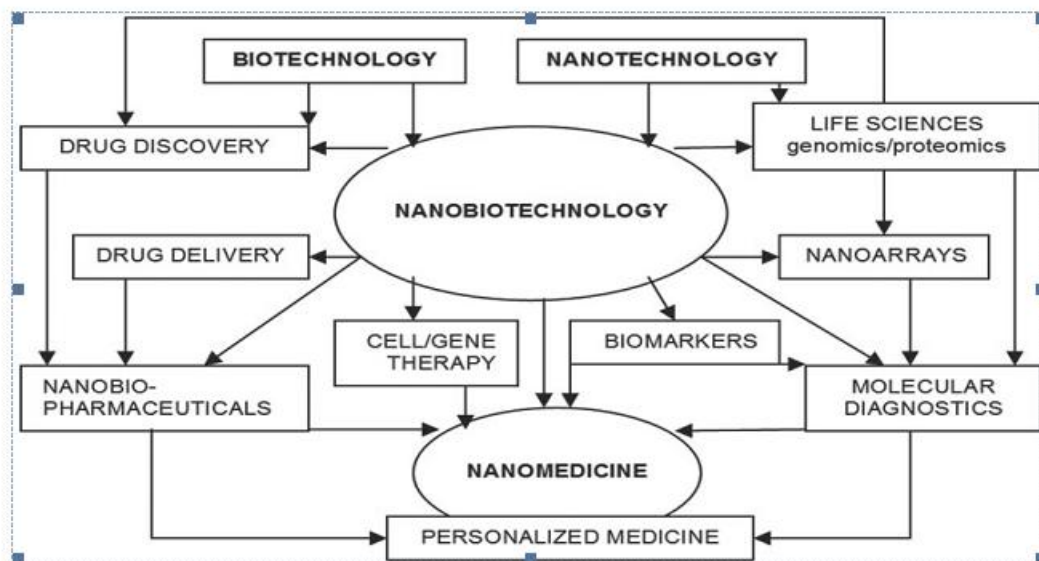 BIOTECHNOLOGY
NANOTECHNOLOGY
DRUG DISCOVERY
LIFE SCIENCES
genomics/proteomics
NANOBIOTECHNOLOGY
DRUG DELIVERY
NANOARRAYS
CELL/GENE
THERAPY
BIOMARKERS
NANOBIO-
PHARMACEUTICALS
MOLECULAR
DIAGNOSTICS
NANOMEDICINE
PERSONALIZED MEDICINE